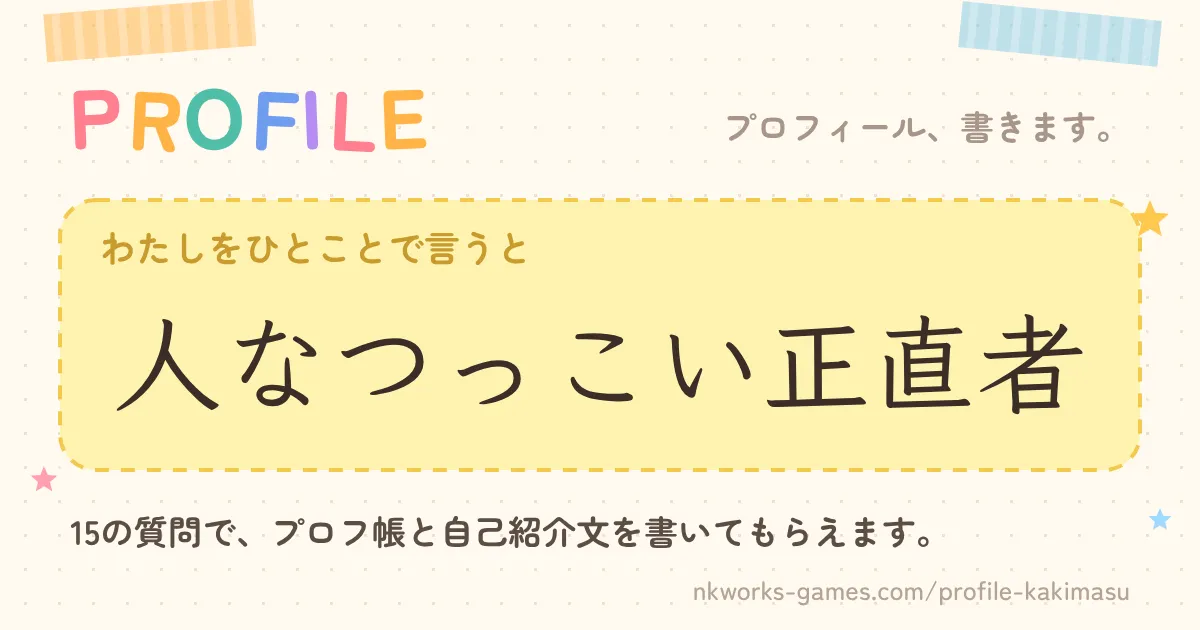 PROFILE
プロフィール、書きます。
わたしをひとことで言うと
人なつっこい正直者
15の質問で、プロフ帳と自己紹介文を書いてもらえます。
nkworks-games.com/profile-kakimasu